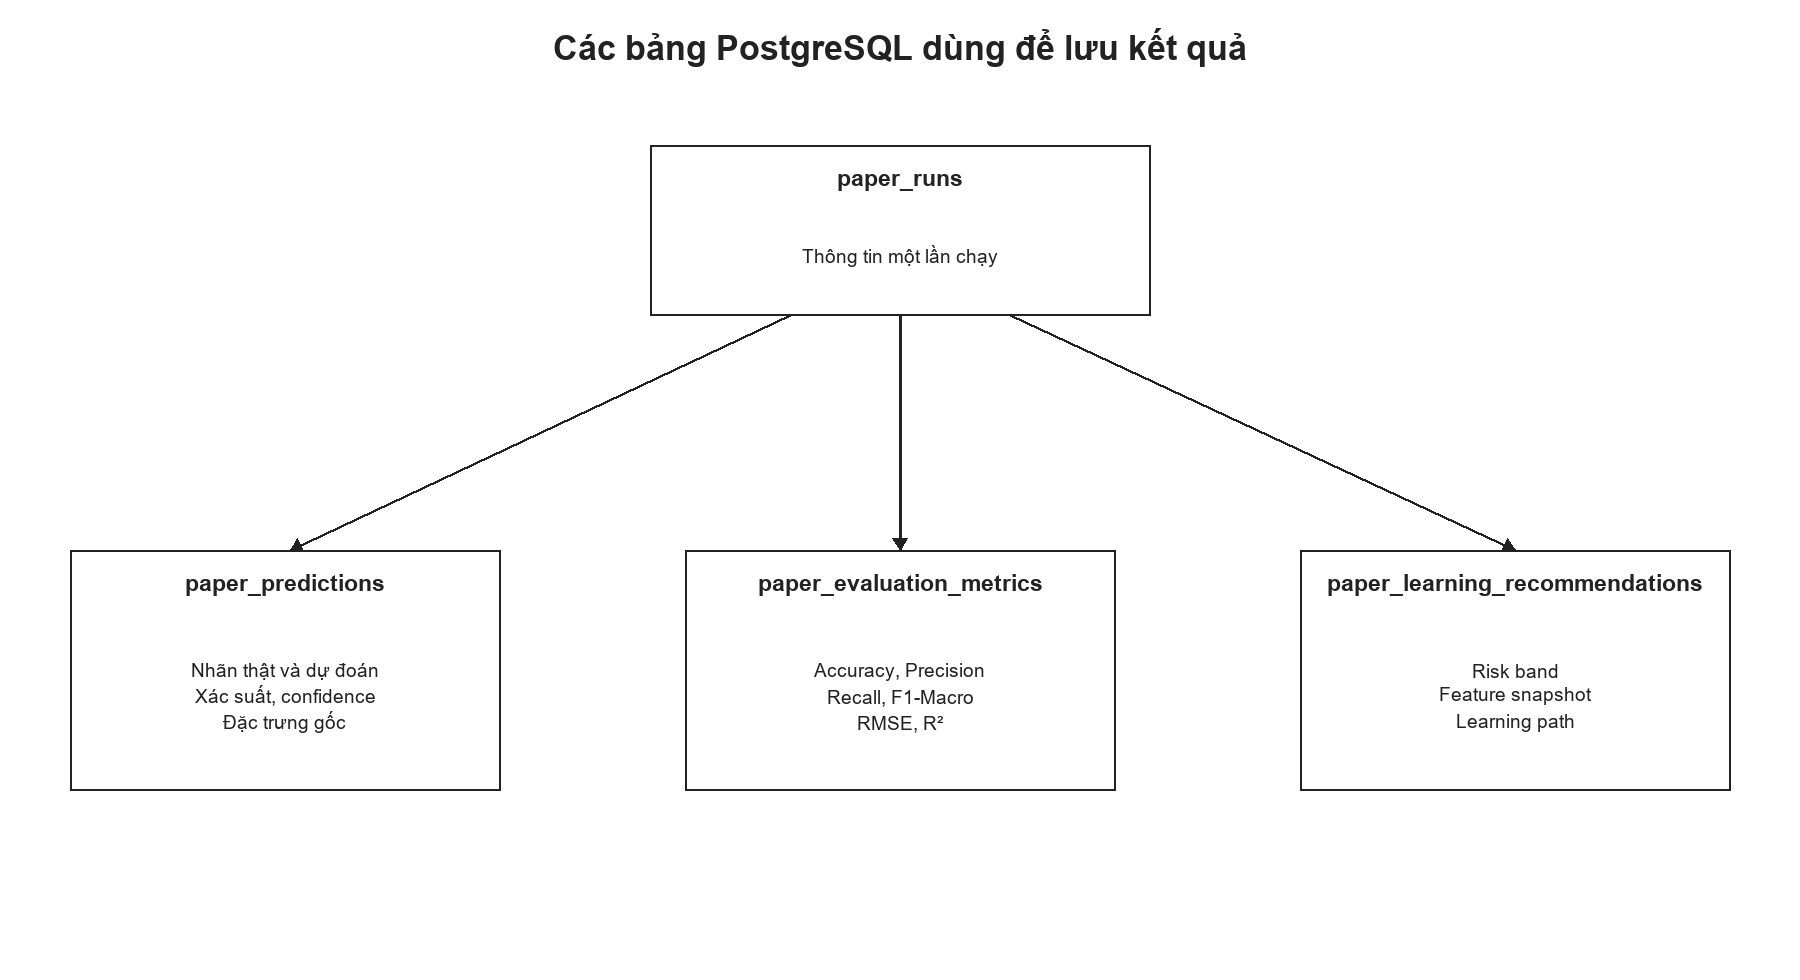 Các bảng PostgreSQL dùng để lưu kết quả
paper_runs
Thông tin một lần chạy
paper_predictions
Nhãn thật và dự đoán
Xác suất, confidence
Đặc trưng gốc
paper_evaluation_metrics
Accuracy, Precision
Recall, F1-Macro
RMSE, R²
paper_learning_recommendations
Risk band
Feature snapshot
Learning path